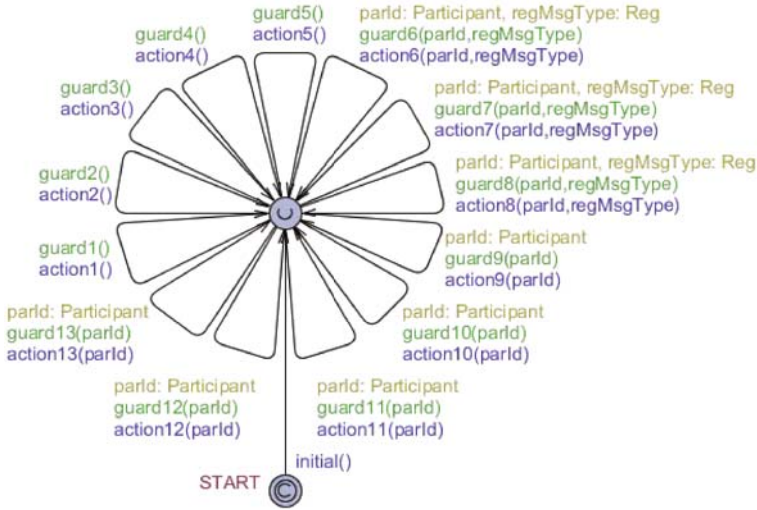 guard5()
action5()
guard4()
action4()
parId: Participant, regMsgType: Reg
guard6(parId,regMsgType)
action6(parId,regMsgType)
guard3()
action3()
parId: Participant, regMsgType: Reg
guard7(parId,regMsgType)
action7(parId,regMsgType)
guard2()
action2()
parId: Participant, regMsgType: Reg
guard8(parId,regMsgType)
action8(parId,regMsgType)
guard1()
action1()
parId: Participant
guard9(parId)
action9(parId)
parId: Participant
guard13(parId)
action13(parId)
parId: Participant
guard10(parId)
action10(parId)
parId: Participant
guard12(parId)
action12(parId)
parId: Participant
guard11(parId)
action11(parId)
initial()
START